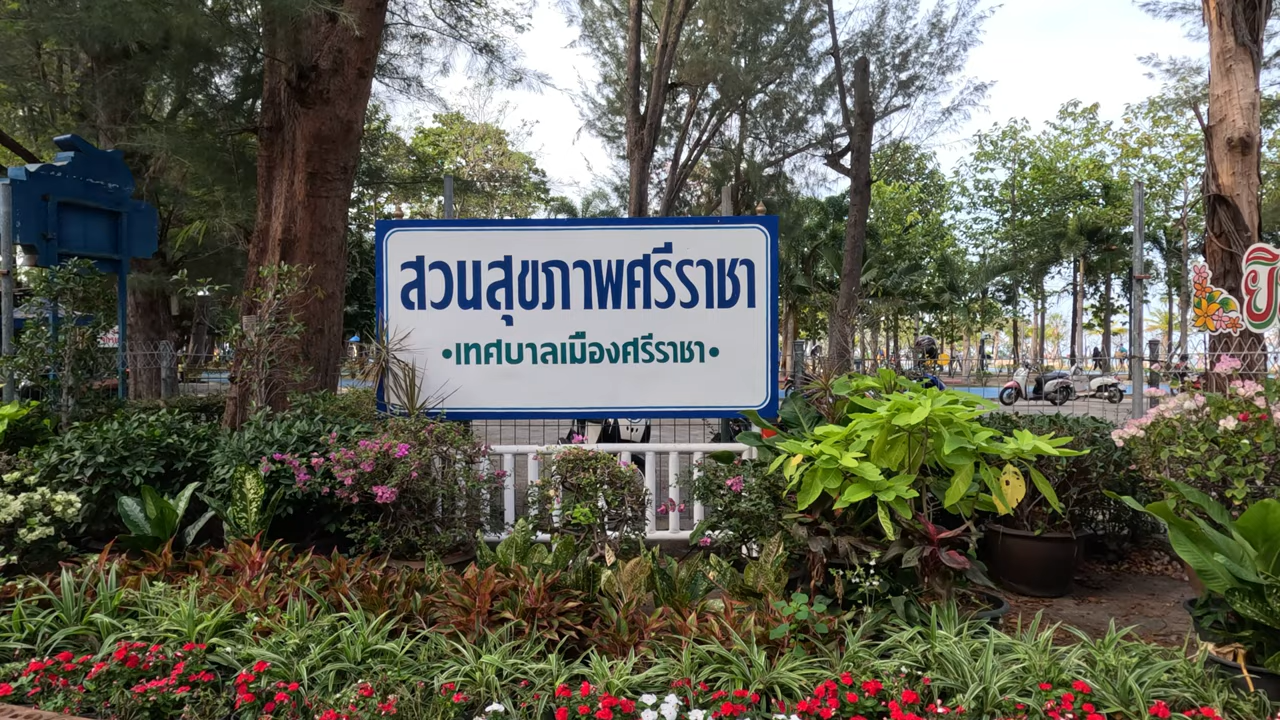 สวนสุขภาพศรีราชา
•เทศบาลเมืองศรีราชา•
ยิ